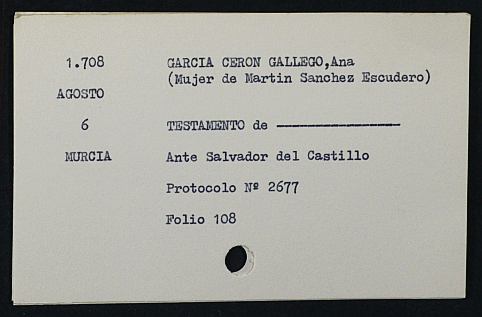 1.708 GARCIA CERON GALLEGO,Ana
(Mujer de Martin Sanchez Escudero)
AGOSTO
6 TESTAMENTO de ————————
MURCIA Ante Salvador del Castillo
Protocolo Nº 2677
Folio 108